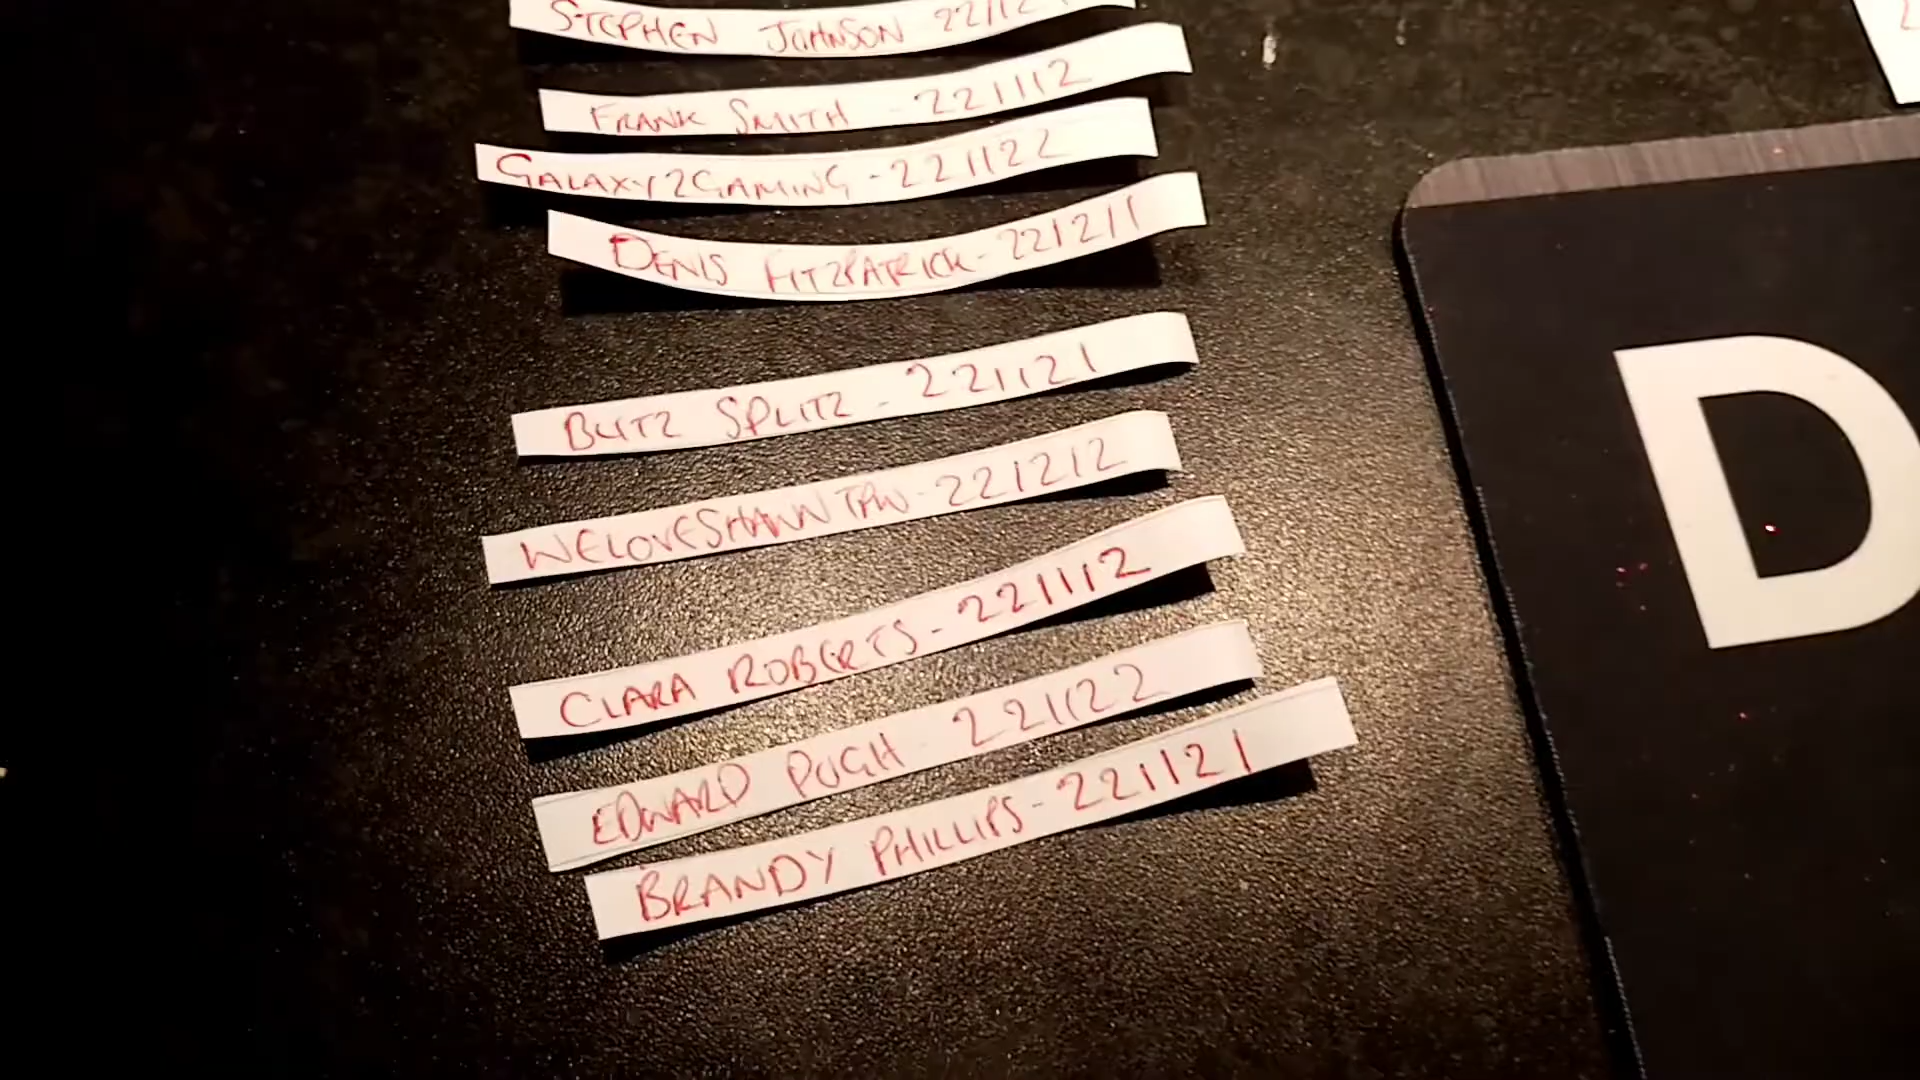 STEPHEN JOHNSON 22112
FRANK SMITH - 221112
GALAXY2GAMING - 221122
DENIS FITZPATRICK - 221211
BLITZ SPLITZ - 221121
WELOVESHAWNTPW - 221212
CLARA ROBERTS - 221112
EDWARD PUGH - 221122
BRANDY PHILLIPS - 221121
D